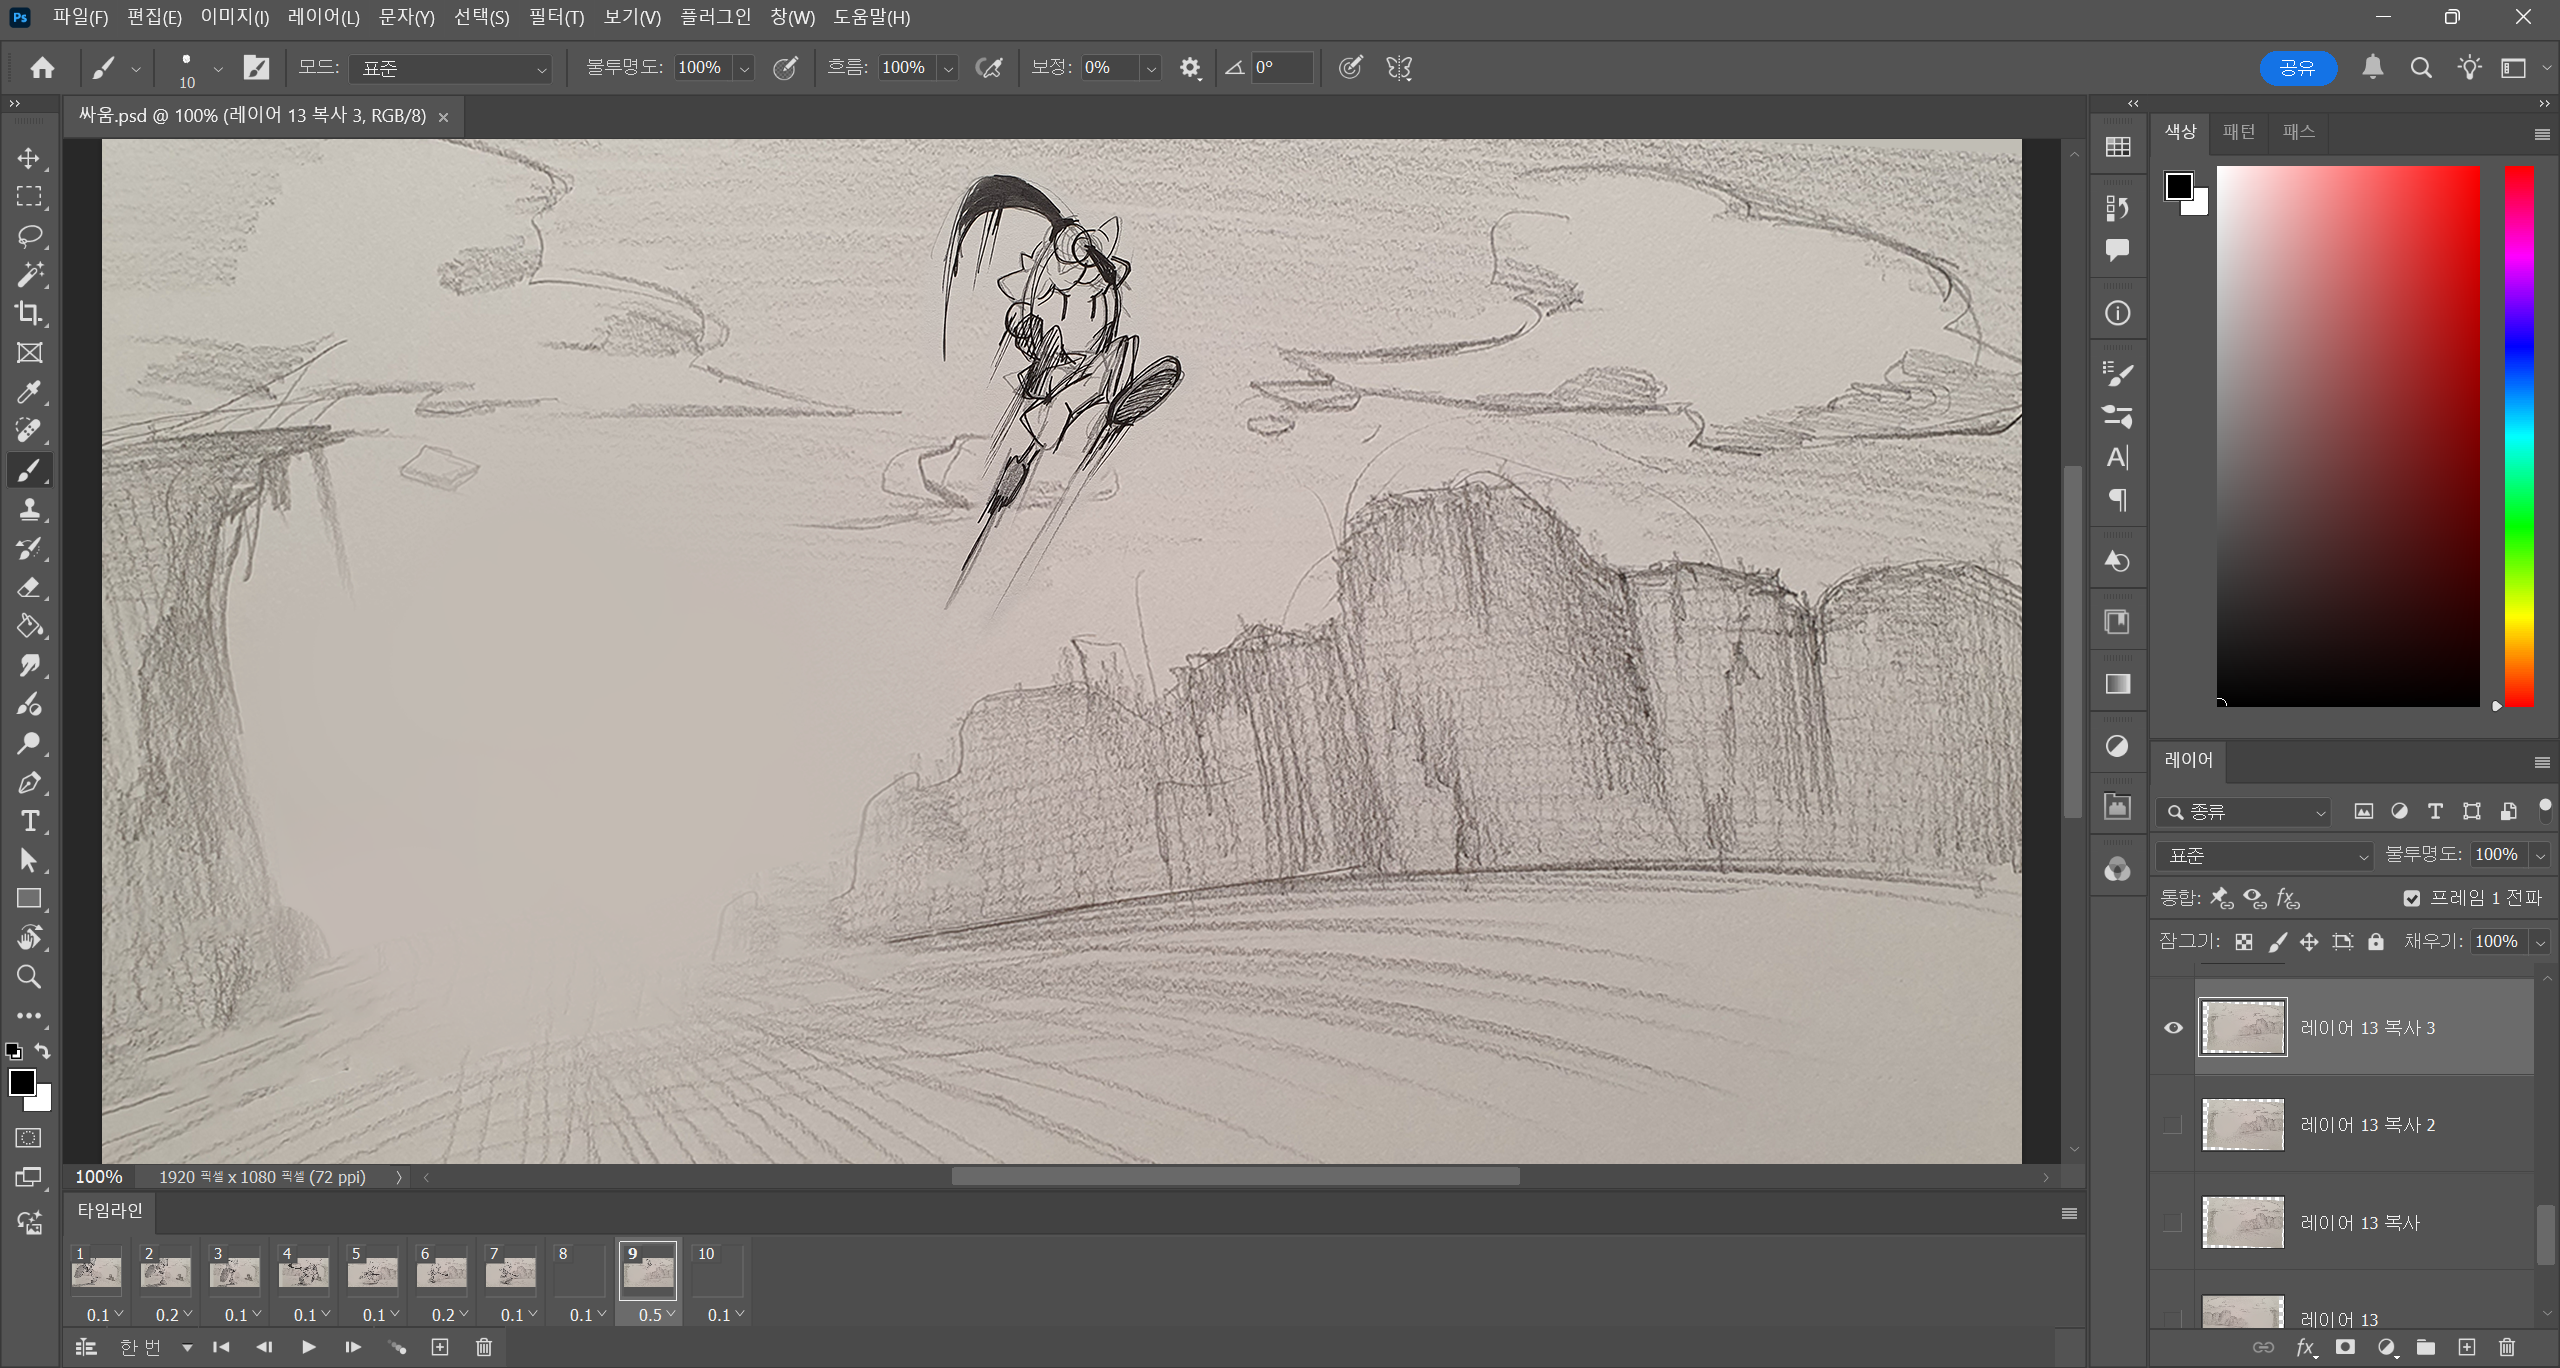 Ps 파일(F) 편집(E) 이미지(I) 레이어(L) 문자(Y) 선택(S) 필터(T) 보기(V) 플러그인 창(W) 도움말(H)
10 모드: 표준 불투명도: 100% 흐름: 100% 보정: 0% 0° 공유
싸움.psd @ 100% (레이어 13 복사 3, RGB/8)
색상 패턴 패스
레이어
종류
표준 불투명도: 100%
통합: 프레임 1 전파
잠그기: 채우기: 100%
레이어 13 복사 3
레이어 13 복사 2
레이어 13 복사
레이어 13
fx
100% 1920 픽셀 x 1080 픽셀 (72 ppi)
타임라인
1 2 3 4 5 6 7 8 9 10
0.1 0.2 0.1 0.1 0.1 0.2 0.1 0.1 0.5 0.1
한 번